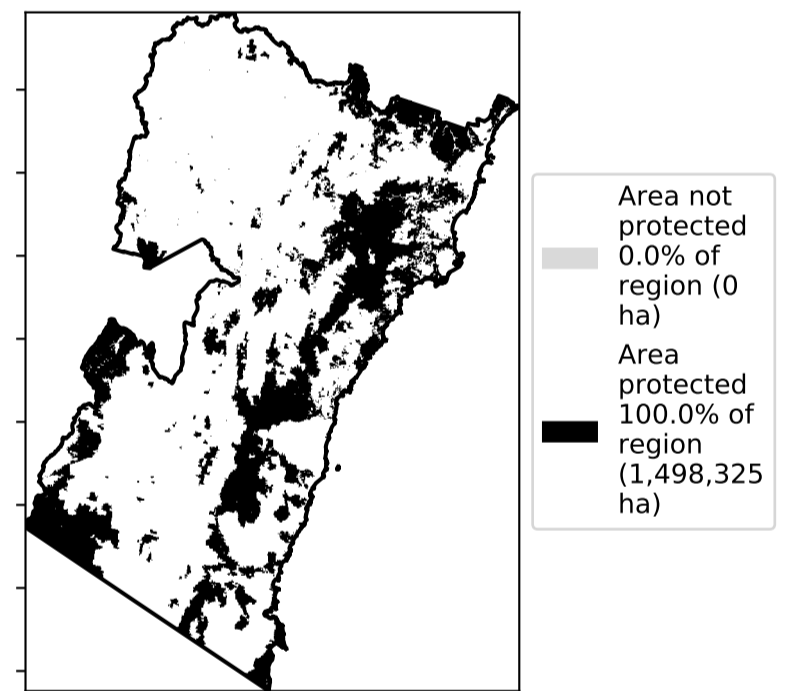 Area not
protected
0.0% of
region (0
ha)
Area
protected
100.0% of
region
(1,498,325
ha)